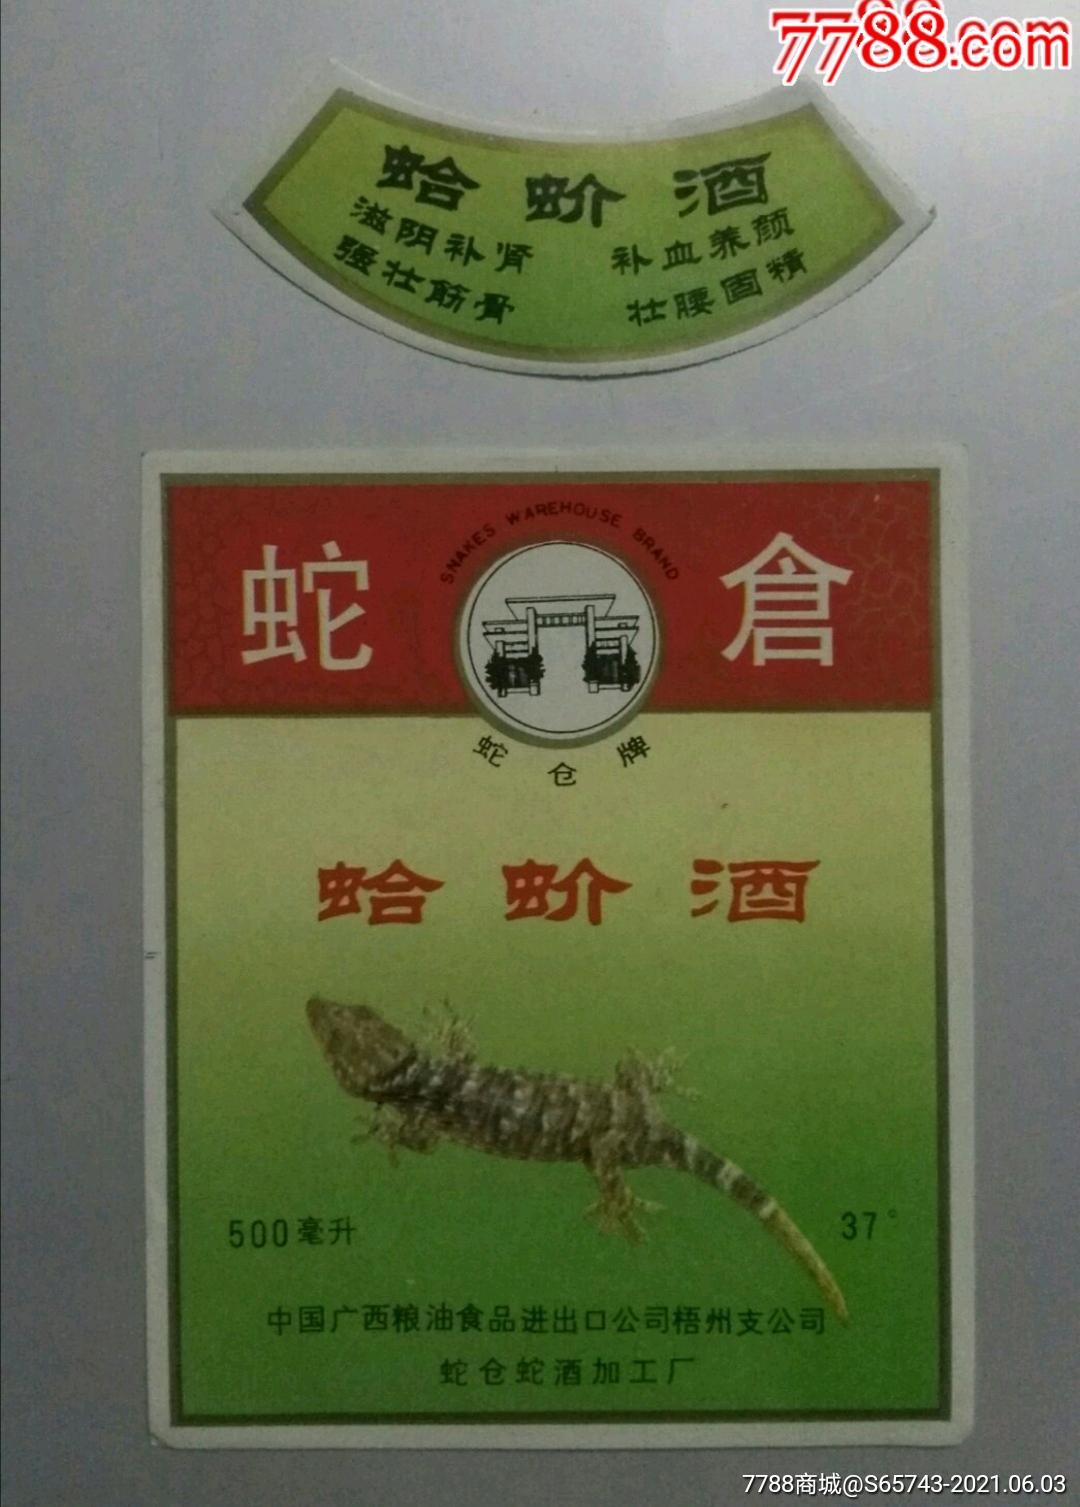 7788.com
蛤蚧酒
滋阴补肾 补血养颜
强壮筋骨 壮腰固精
SNAKES WAREHOUSE BRAND
蛇倉
蛇仓牌
蛤蚧酒
500毫升 37°
中国广西粮油食品进出口公司梧州支公司
蛇仓蛇酒加工厂
7788商城@S65743-2021.06.03